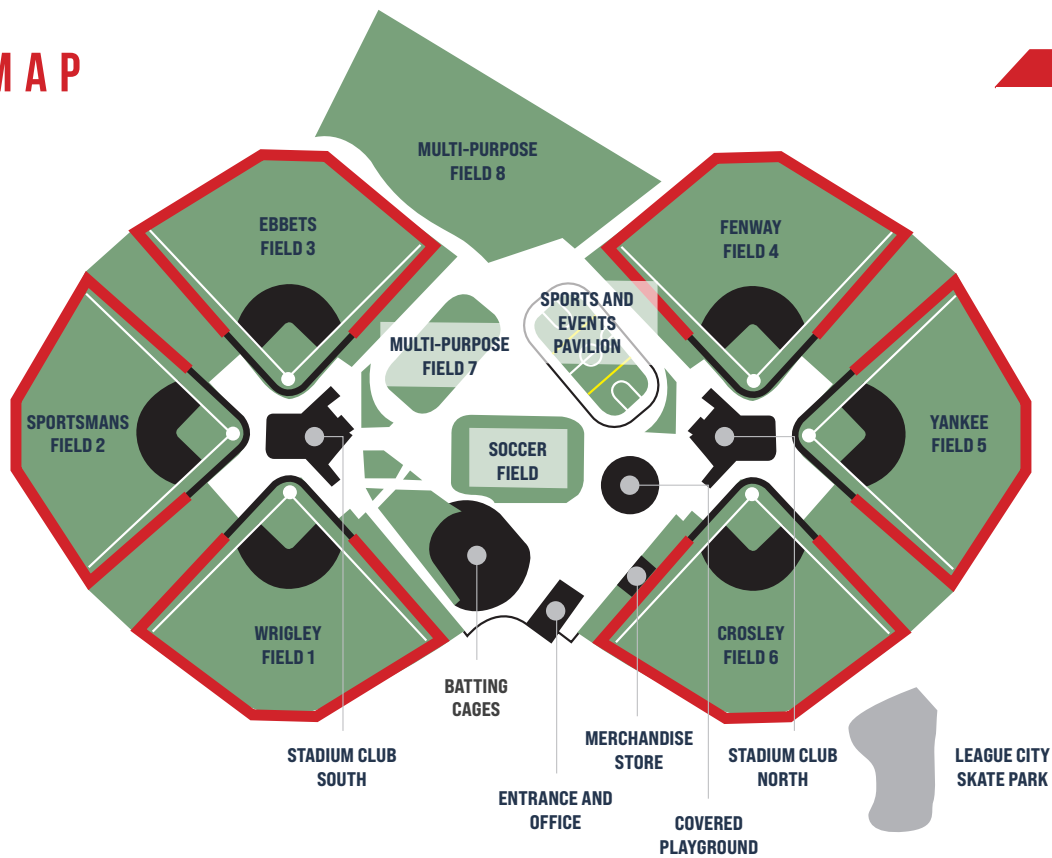 MAP
MULTI-PURPOSE
FIELD 8
EBBETS
FIELD 3
FENWAY
FIELD 4
SPORTS AND
EVENTS
PAVILION
MULTI-PURPOSE
FIELD 7
SPORTSMANS
FIELD 2
SOCCER
FIELD
YANKEE
FIELD 5
WRIGLEY
FIELD 1
CROSLEY
FIELD 6
BATTING
CAGES
STADIUM CLUB
SOUTH
MERCHANDISE
STORE
STADIUM CLUB
NORTH
LEAGUE CITY
SKATE PARK
ENTRANCE AND
OFFICE
COVERED
PLAYGROUND